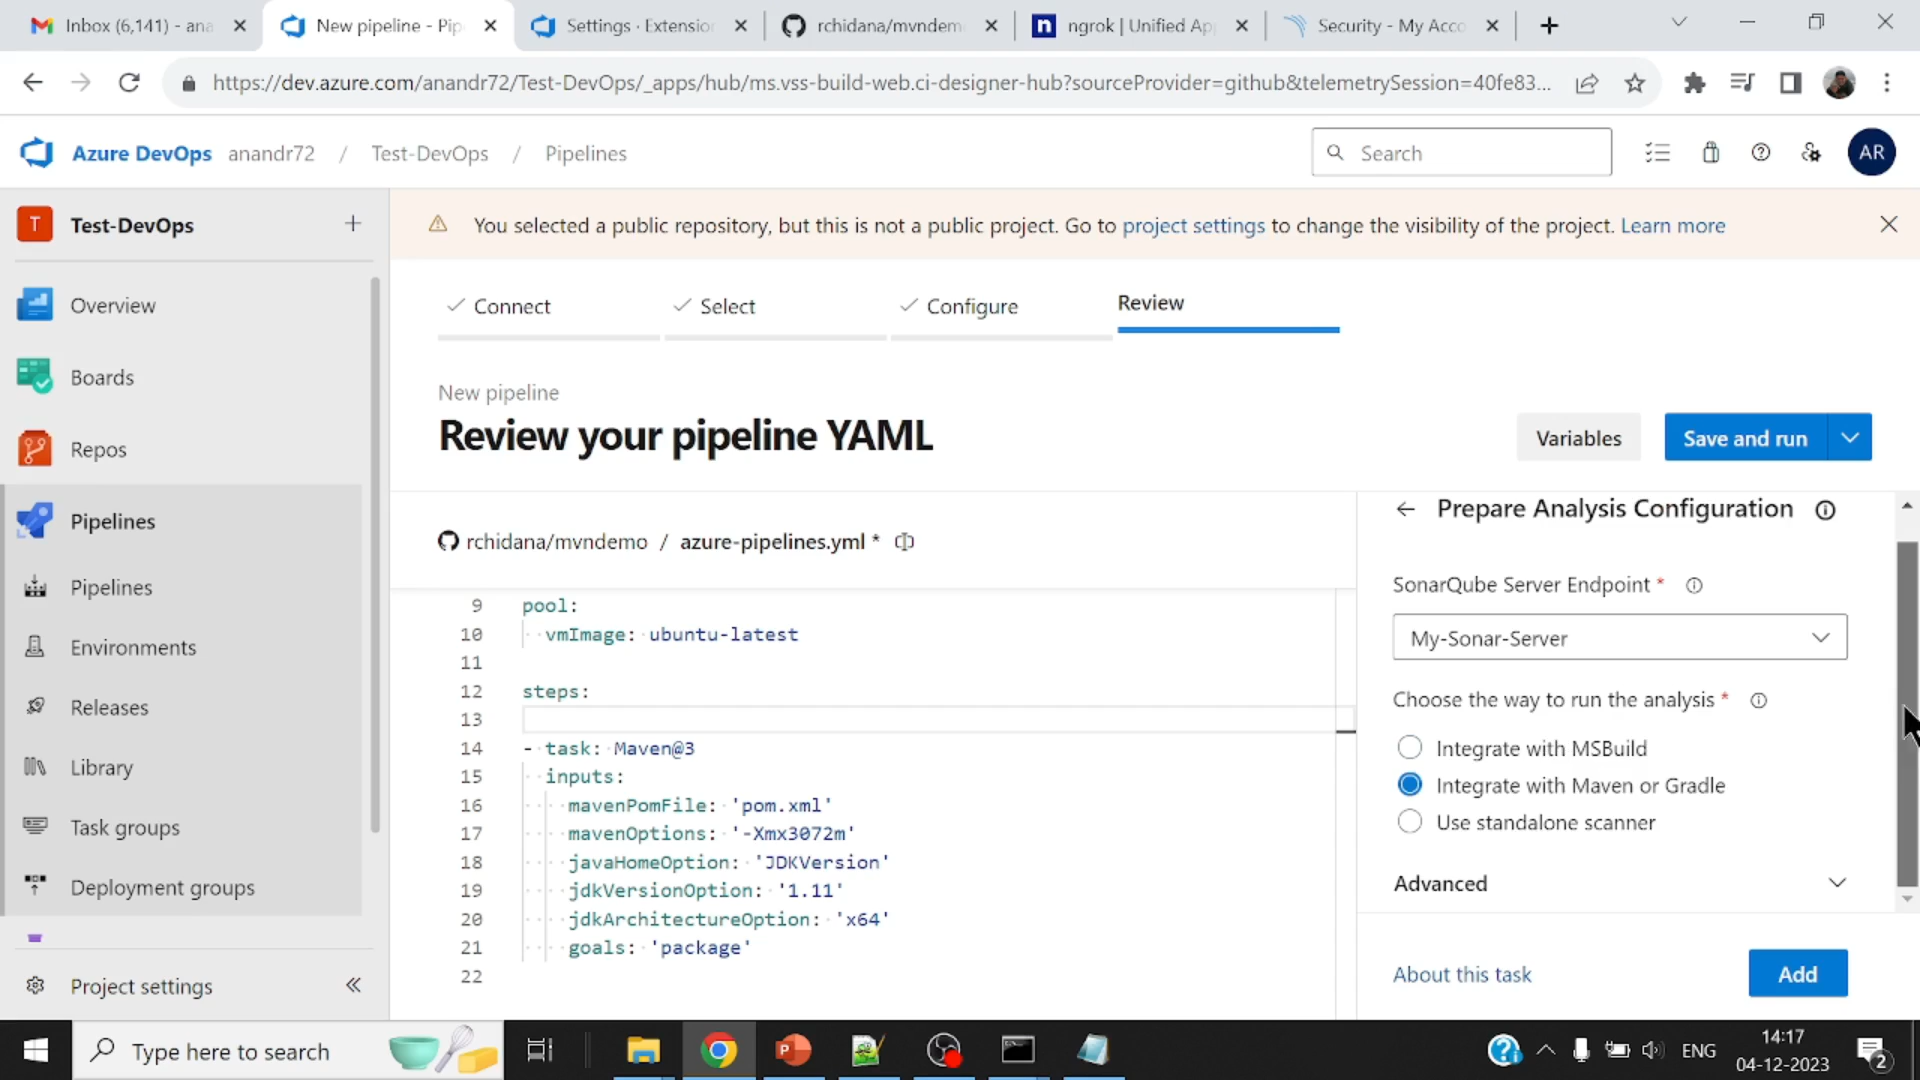 Inbox (6,141) - ana
New pipeline - Pip
Settings · Extension
rchidana/mvndem
ngrok | Unified Ap
Security - My Acco
https://dev.azure.com/anandr72/Test-DevOps/_apps/hub/ms.vss-build-web.ci-designer-hub?sourceProvider=github&telemetrySession=40fe83...
Azure DevOps anandr72 / Test-DevOps / Pipelines
Search
AR
T Test-DevOps
You selected a public repository, but this is not a public project. Go to project settings to change the visibility of the project. Learn more
Overview
Boards
Repos
Pipelines
Pipelines
Environments
Releases
Library
Task groups
Deployment groups
Project settings
Connect
Select
Configure
Review
New pipeline
Review your pipeline YAML
Variables
Save and run
rchidana/mvndemo / azure-pipelines.yml *
9 pool:
10 vmImage: ubuntu-latest
11
12 steps:
13
14 - task: Maven@3
15 inputs:
16 mavenPomFile: 'pom.xml'
17 mavenOptions: '-Xmx3072m'
18 javaHomeOption: 'JDKVersion'
19 jdkVersionOption: '1.11'
20 jdkArchitectureOption: 'x64'
21 goals: 'package'
22
Prepare Analysis Configuration
SonarQube Server Endpoint *
My-Sonar-Server
Choose the way to run the analysis *
Integrate with MSBuild
Integrate with Maven or Gradle
Use standalone scanner
Advanced
About this task
Add
Type here to search
ENG
14:17
04-12-2023
2